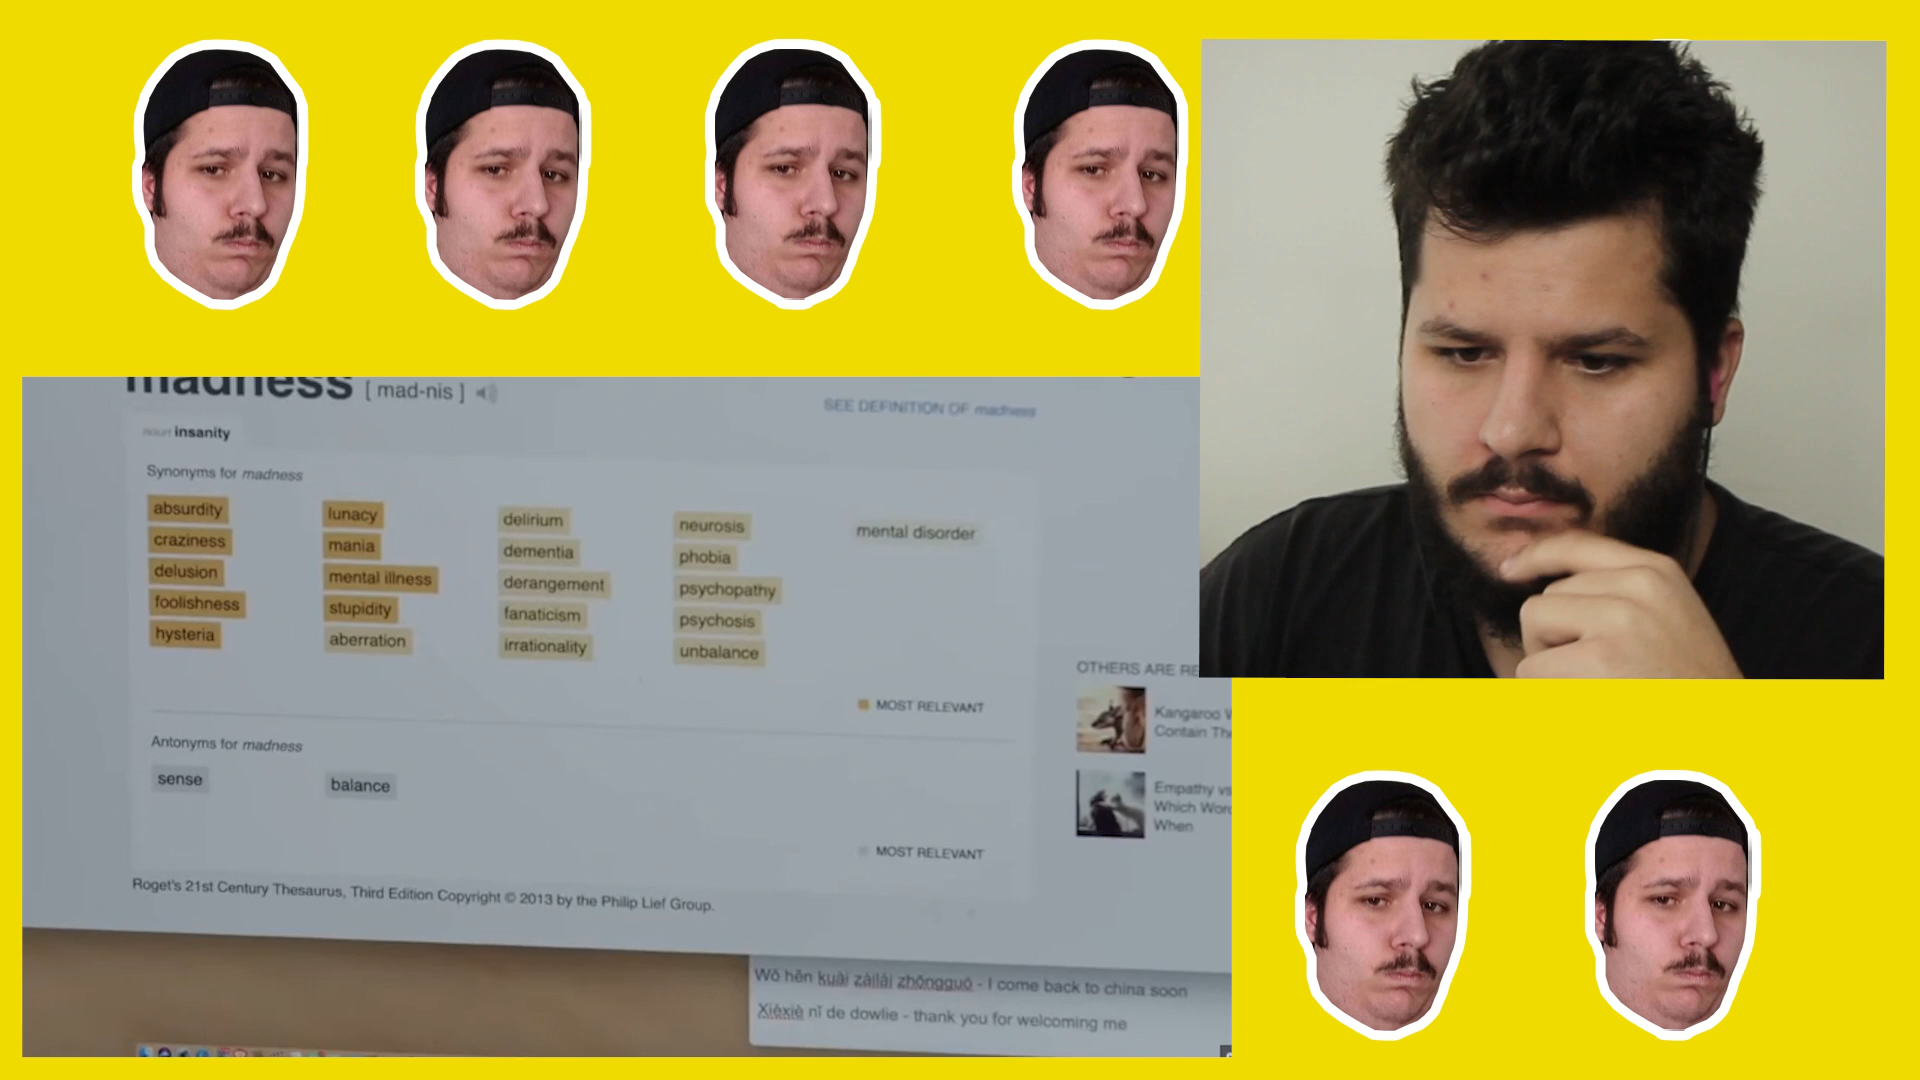 madness [ mad-nis ]
SEE DEFINITION OF madness
noun insanity
Synonyms for madness
absurdity lunacy delirium neurosis mental disorder
craziness mania dementia phobia
delusion mental illness derangement psychopathy
foolishness stupidity fanaticism psychosis
hysteria aberration irrationality unbalance
MOST RELEVANT
Antonyms for madness
sense balance
MOST RELEVANT
Roget's 21st Century Thesaurus, Third Edition Copyright © 2013 by the Philip Lief Group.
OTHERS ARE
Kangaroo
Contain
Empathy vs
Which
When
Wǒ hěn kuài zàilái zhōngguó - I come back to china soon
Xièxiè nǐ de dowlie - thank you for welcoming me